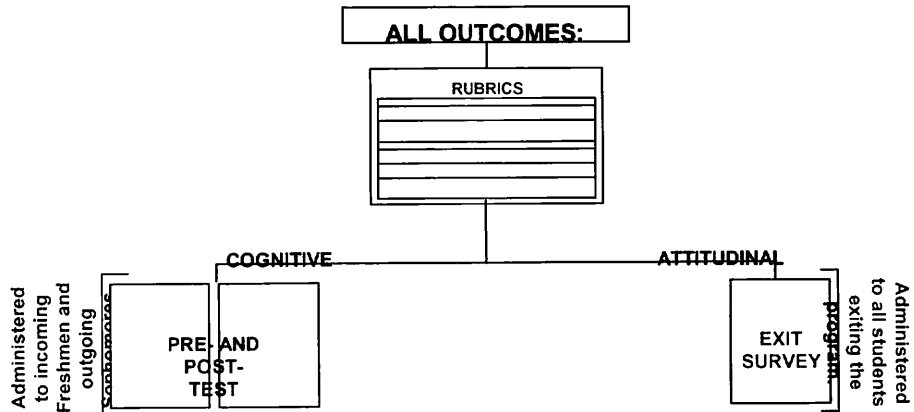 ALL OUTCOMES:
RUBRICS
COGNITIVE
ATTITUDINAL
Administered
to incoming
Freshmen and
outgoing
Sophomores
PRE- AND
POST-
TEST
EXIT
SURVEY
Administered
to all students
exiting the
program.